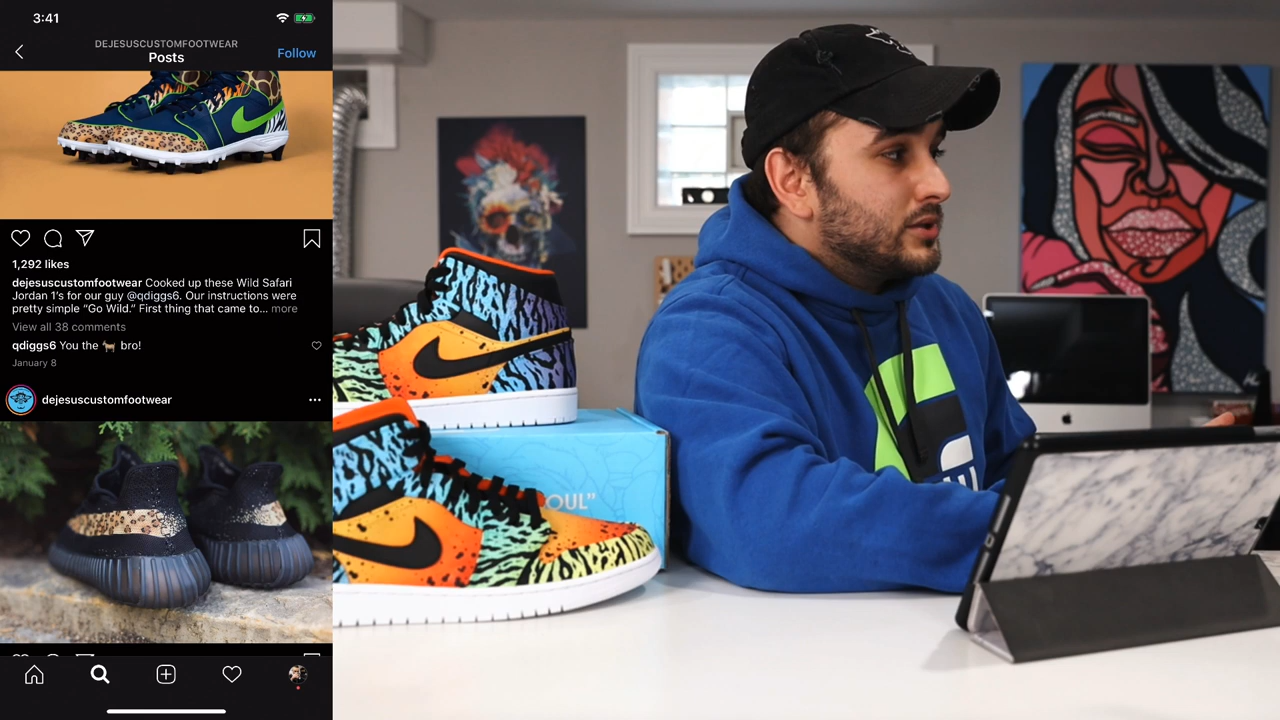 3:41
DEJESUSCUSTOMFOOTWEAR
Posts
Follow
1,292 likes
dejesuscustomfootwear Cooked up these Wild Safari
Jordan 1's for our guy @qdiggs6. Our instructions were
pretty simple “Go Wild.” First thing that came to... more
View all 38 comments
qdiggs6 You the 🐐 bro!
January 8
dejesuscustomfootwear
OUL"